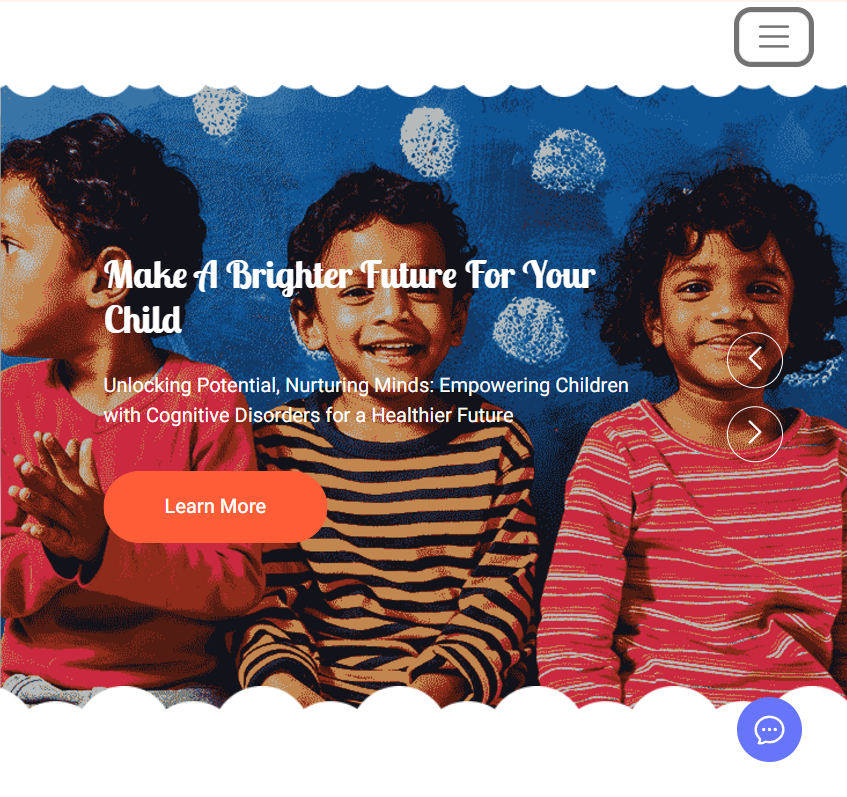 Make A Brighter Future For Your
Child
Unlocking Potential, Nurturing Minds: Empowering Children
with Cognitive Disorders for a Healthier Future
Learn More